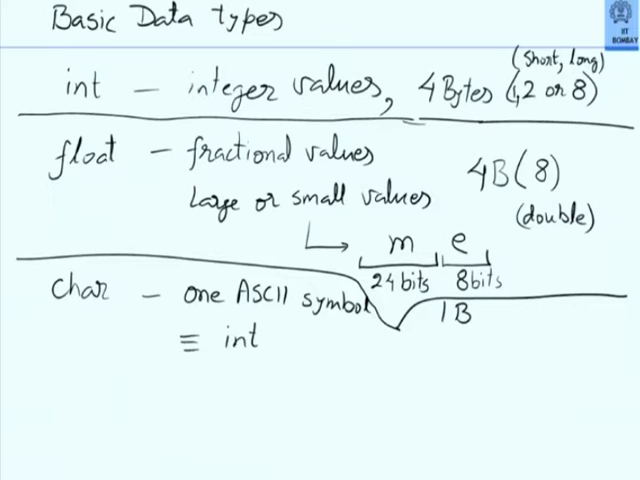 Basic Data types
IIT
BOMBAY
(short, long)
int – integer values, 4 Bytes (1,2 or 8)
float – fractional values 4B (8)
Large or small values (double)
m e
24 bits 8 bits
char – one ASCII symbol 1B
≡ int